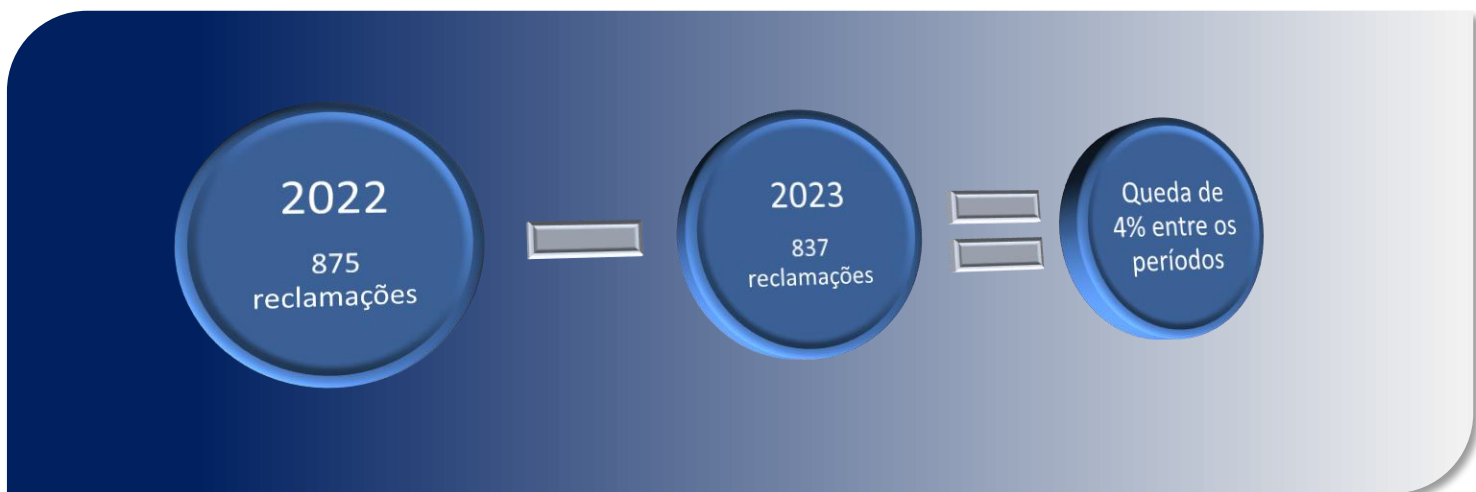 2022
875
reclamações
2023
837
reclamações
Queda de
4% entre os
períodos